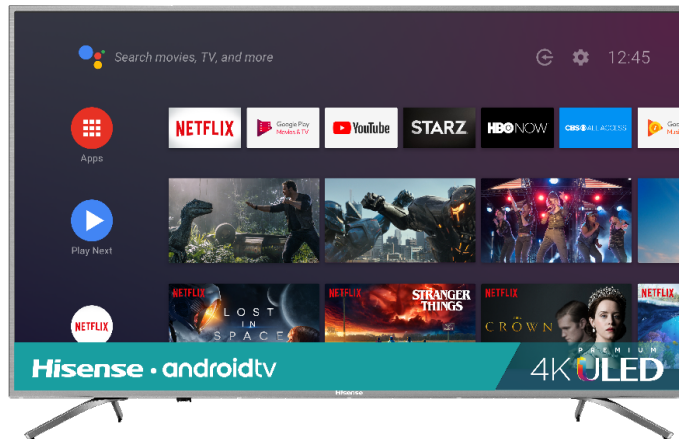 Search movies, TV, and more
12:45
NETFLIX
Google Play
Movies & TV
YouTube
STARZ
HBO NOW
CBS ALL ACCESS
Apps
Play Next
NETFLIX
NETFLIX
LOST
IN
SPACE
NETFLIX
STRANGER
THINGS
NETFLIX
THE
CROWN
NETFLIX
Hisense • androidtv
PREMIUM
4K ULED
Hisense